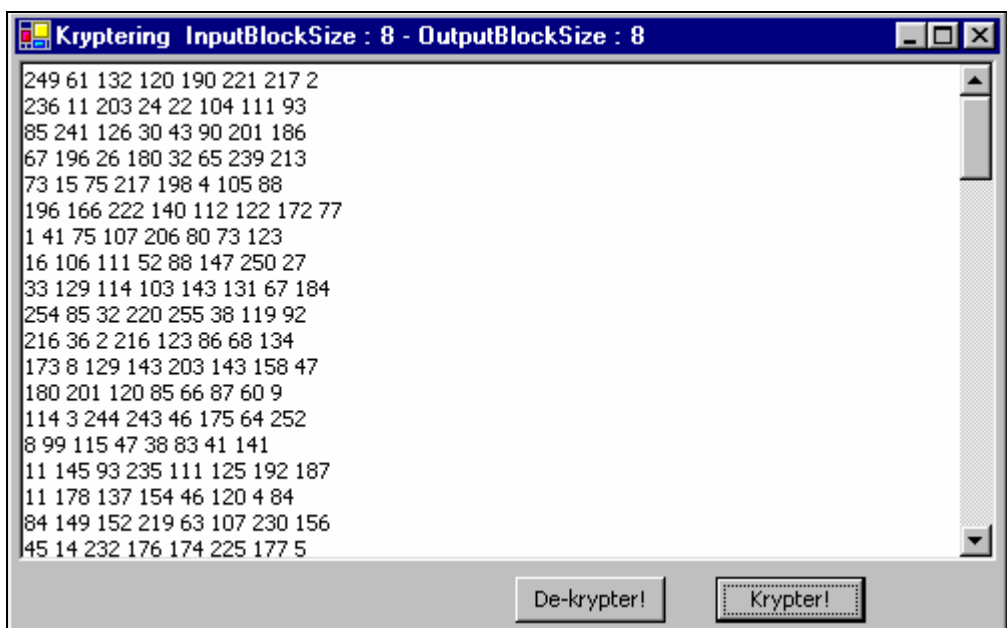 Kryptering InputBlockSize : 8 - OutputBlockSize : 8
249 61 132 120 190 221 217 2
236 11 203 24 22 104 111 93
85 241 126 30 43 90 201 186
67 196 26 180 32 65 239 213
73 15 75 217 198 4 105 88
196 166 222 140 112 122 172 77
1 41 75 107 206 80 73 123
16 106 111 52 88 147 250 27
33 129 114 103 143 131 67 184
254 85 32 220 255 38 119 92
216 36 2 216 123 86 68 134
173 8 129 143 203 143 158 47
180 201 120 85 66 87 60 9
114 3 244 243 46 175 64 252
8 99 115 47 38 83 41 141
11 145 93 235 111 125 192 187
11 178 137 154 46 120 4 84
84 149 152 219 63 107 230 156
45 14 232 176 174 225 177 5
De-krypter! Krypter!